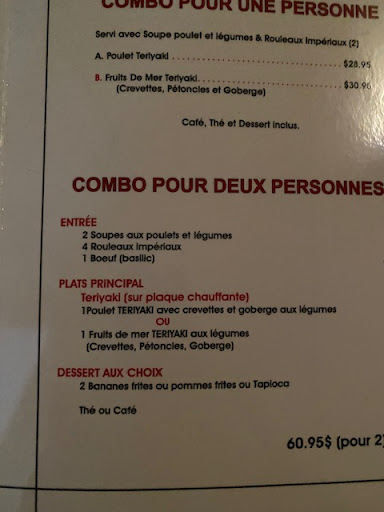 COMBO POUR UNE PERSONNE
Servi avec Soupe poulet et légumes & Rouleaux Impériaux (2)
A. Poulet Teriyaki ........................ $28.95
B. Fruits De Mer Teriyaki........................ $30.95
(Crevettes, Pétoncles et Goberge)
Café, Thé et Dessert inclus.
COMBO POUR DEUX PERSONNES
ENTRÉE
2 Soupes aux poulets et légumes
4 Rouleaux impériaux
1 Boeuf (basilic)
PLATS PRINCIPAL
Teriyaki (sur plaque chauffante)
1Poulet TERIYAKI avec crevettes et goberge aux légumes
OU
1 Fruits de mer TERIYAKI aux légumes
(Crevettes, Pétoncles, Goberge)
DESSERT AUX CHOIX
2 Bananes frites ou pommes frites ou Tapioca
Thé ou Café
60.95$ (pour 2)